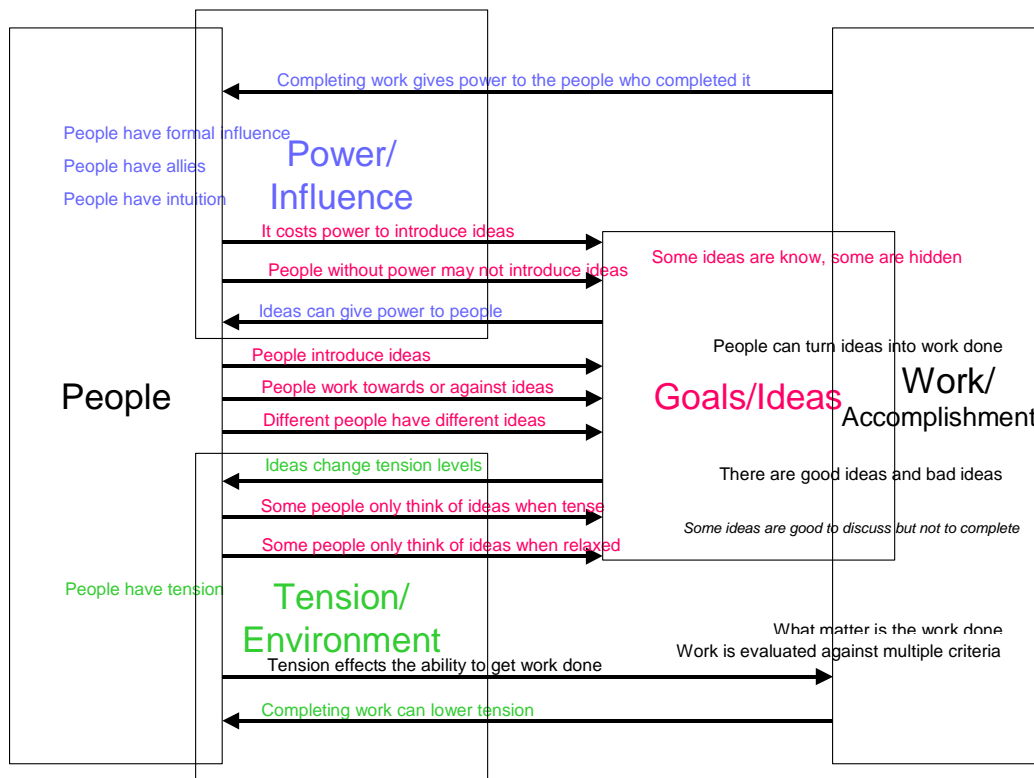 Completing work gives power to the people who completed it
People have formal influence
People have allies
People have intuition
Power/
Influence
It costs power to introduce ideas
People without power may not introduce ideas
Ideas can give power to people
Some ideas are know, some are hidden
People introduce ideas
People work towards or against ideas
Different people have different ideas
People
People can turn ideas into work done
Goals/Ideas
Work/
Accomplishment
Ideas change tension levels
Some people only think of ideas when tense
Some people only think of ideas when relaxed
There are good ideas and bad ideas
Some ideas are good to discuss but not to complete
People have tension
Tension/
Environment
What matter is the work done
Work is evaluated against multiple criteria
Tension effects the ability to get work done
Completing work can lower tension